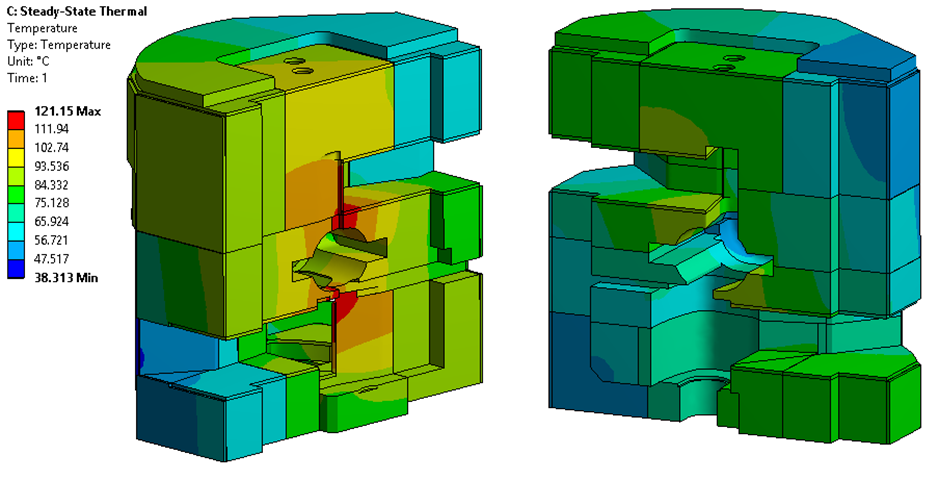 C: Steady-State Thermal
Temperature
Type: Temperature
Unit: °C
Time: 1
121.15 Max
111.94
102.74
93.536
84.332
75.128
65.924
56.721
47.517
38.313 Min